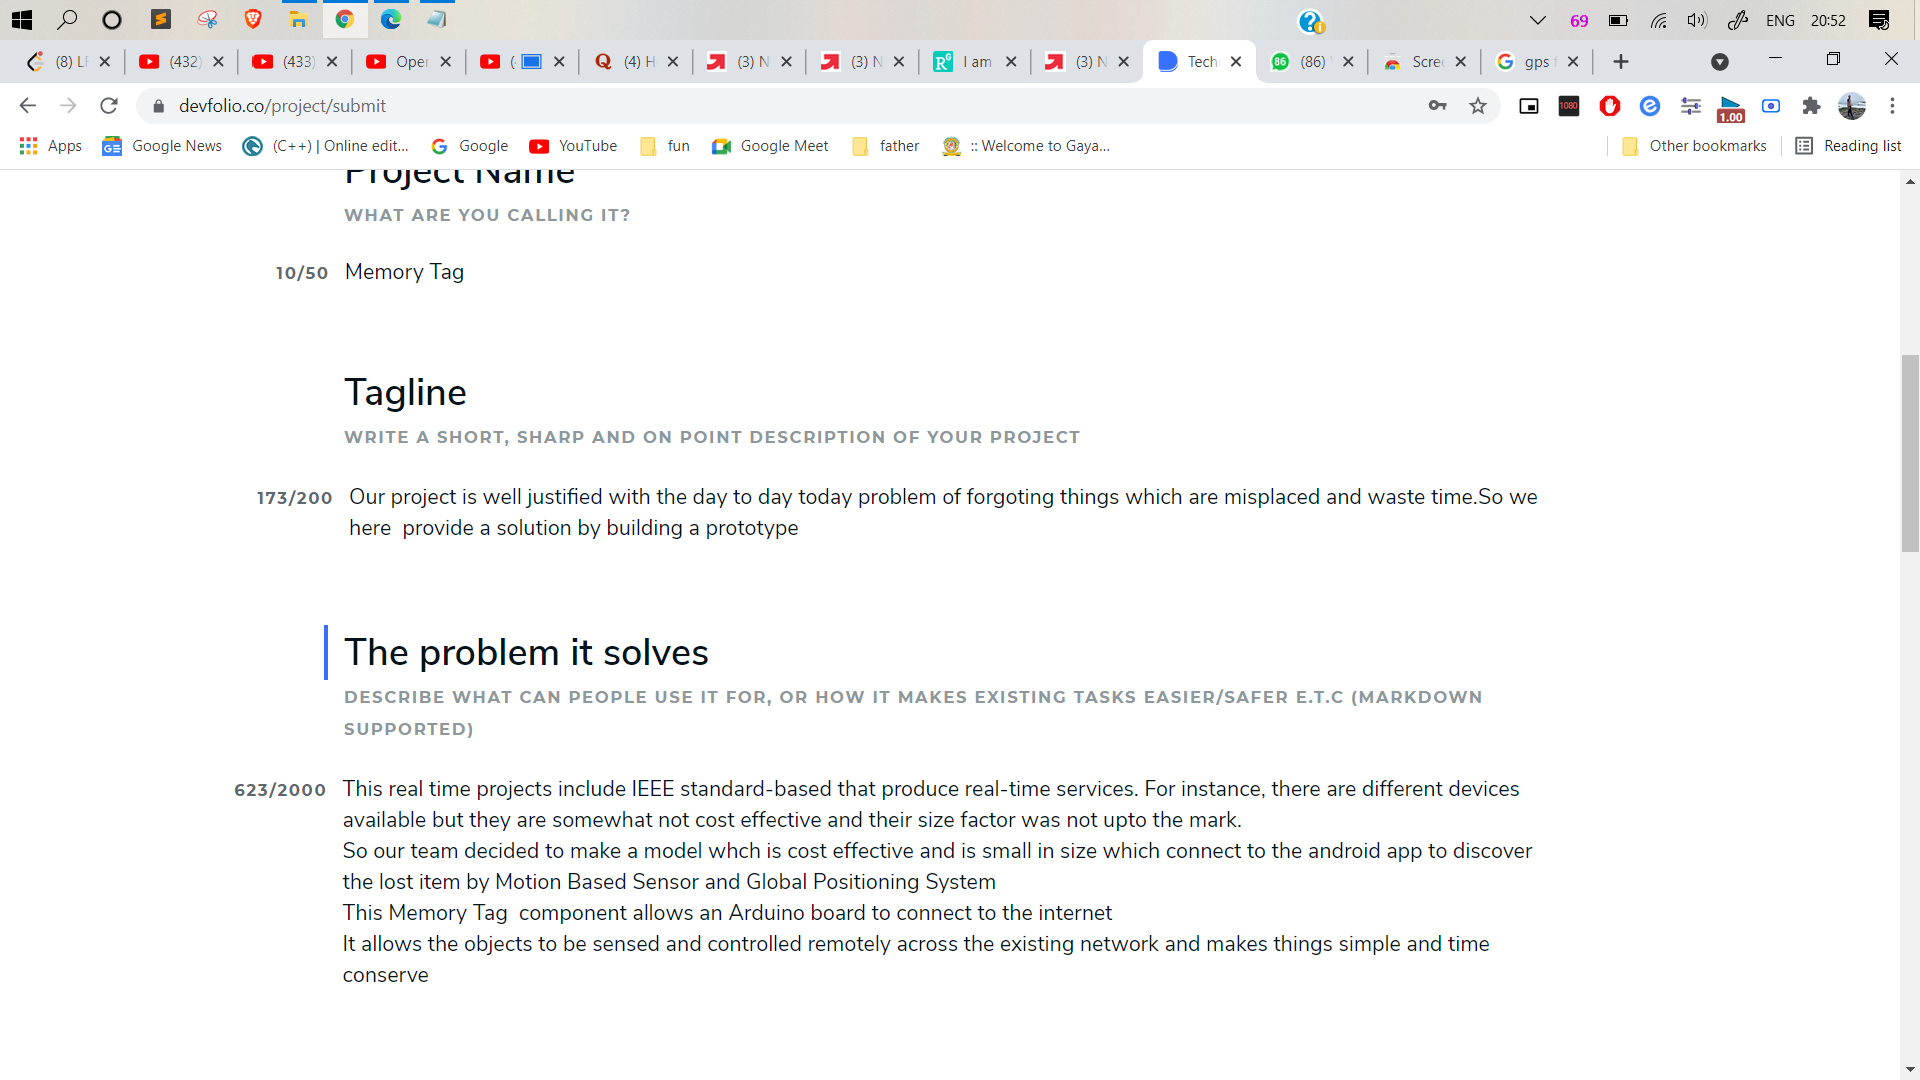 69 ENG 20:52
(8) LF (432) (433) Oper (4) H (3) N (3) N I am (3) N Tech (86) Scre gps
devfolio.co/project/submit 1080 1.00
Apps Google News (C++) | Online edit... Google YouTube fun Google Meet father :: Welcome to Gaya... Other bookmarks Reading list
Project Name
WHAT ARE YOU CALLING IT?
10/50 Memory Tag
Tagline
WRITE A SHORT, SHARP AND ON POINT DESCRIPTION OF YOUR PROJECT
173/200 Our project is well justified with the day to day today problem of forgoting things which are misplaced and waste time.So we
here  provide a solution by building a prototype
The problem it solves
DESCRIBE WHAT CAN PEOPLE USE IT FOR, OR HOW IT MAKES EXISTING TASKS EASIER/SAFER E.T.C (MARKDOWN
SUPPORTED)
623/2000 This real time projects include IEEE standard-based that produce real-time services. For instance, there are different devices
available but they are somewhat not cost effective and their size factor was not upto the mark.
So our team decided to make a model whch is cost effective and is small in size which connect to the android app to discover
the lost item by Motion Based Sensor and Global Positioning System
This Memory Tag  component allows an Arduino board to connect to the internet
It allows the objects to be sensed and controlled remotely across the existing network and makes things simple and time
conserve